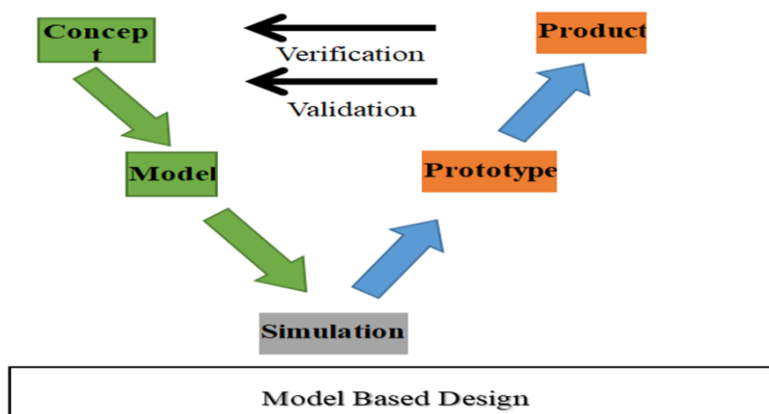 Concep
t
Product
Verification
Validation
Model
Prototype
Simulation
Model Based Design